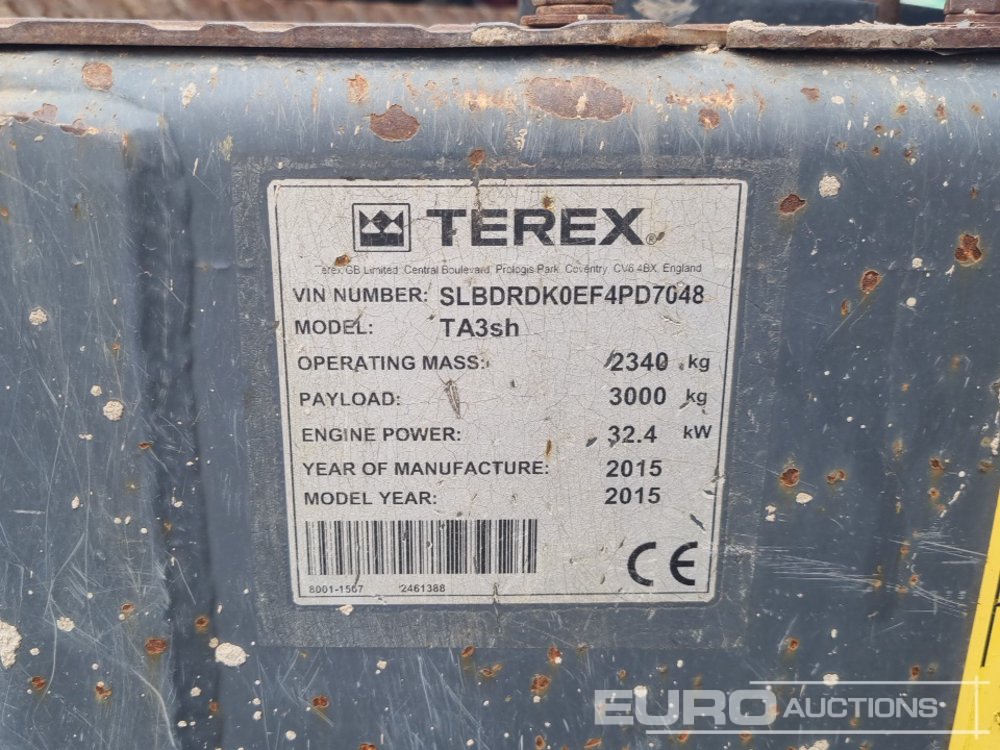 TEREX®
Terex GB Limited, Central Boulevard, Prologis Park, Coventry, CV6 4BX, England
VIN NUMBER: SLBDRDK0EF4PD7048
MODEL: TA3sh
OPERATING MASS: 2340 kg
PAYLOAD: 3000 kg
ENGINE POWER: 32.4 kW
YEAR OF MANUFACTURE: 2015
MODEL YEAR: 2015
8001-1567 2461388
CE
EURO AUCTIONS